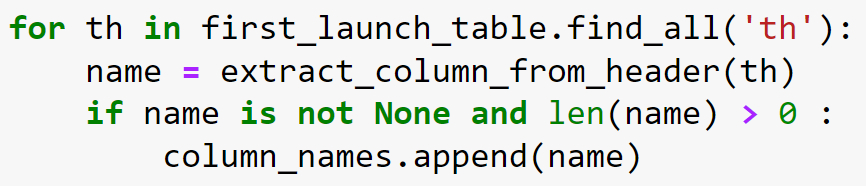 for th in first_launch_table.find_all('th'):
    name = extract_column_from_header(th)
    if name is not None and len(name) > 0 :
        column_names.append(name)